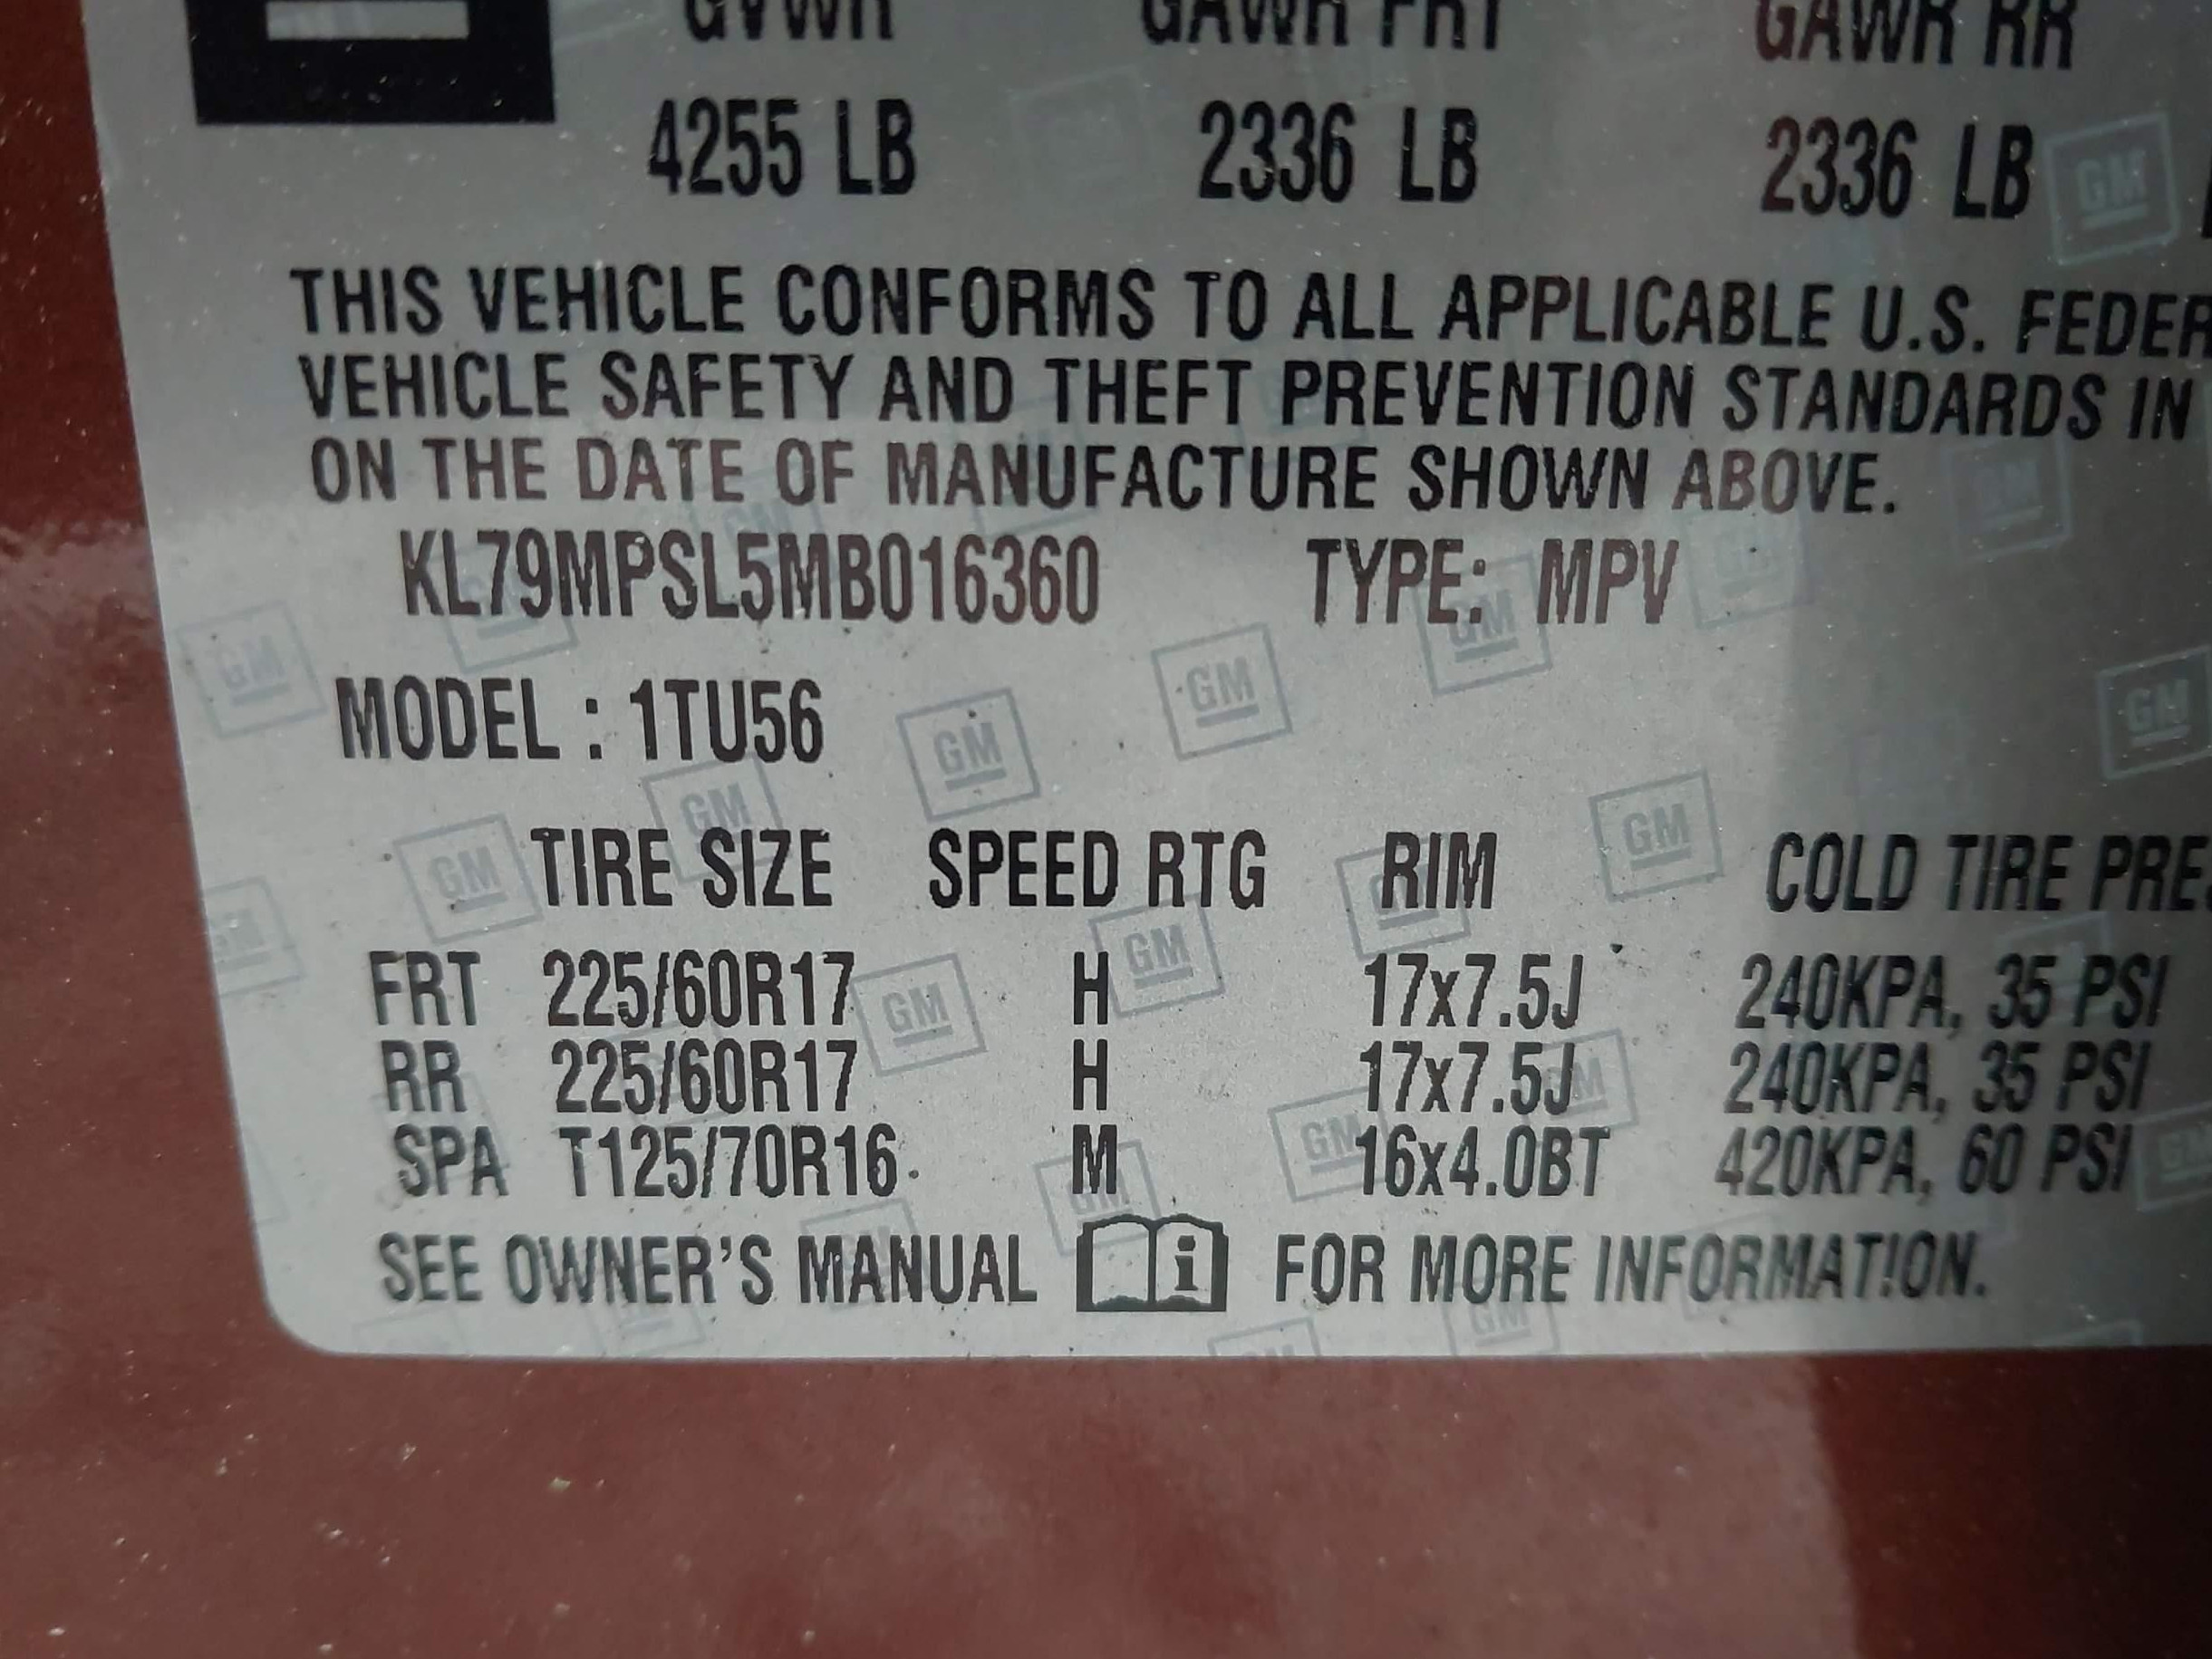 GVWR GAWR FRT GAWR RR
4255 LB 2336 LB 2336 LB
THIS VEHICLE CONFORMS TO ALL APPLICABLE U.S. FEDER
VEHICLE SAFETY AND THEFT PREVENTION STANDARDS IN
ON THE DATE OF MANUFACTURE SHOWN ABOVE.
KL79MPSL5MB016360 TYPE: MPV
MODEL : 1TU56
TIRE SIZE SPEED RTG RIM COLD TIRE PRE
FRT 225/60R17 H 17x7.5J 240KPA, 35 PSI
RR 225/60R17 H 17x7.5J 240KPA, 35 PSI
SPA T125/70R16 M 16x4.0BT 420KPA, 60 PSI
SEE OWNER'S MANUAL i FOR MORE INFORMATION.